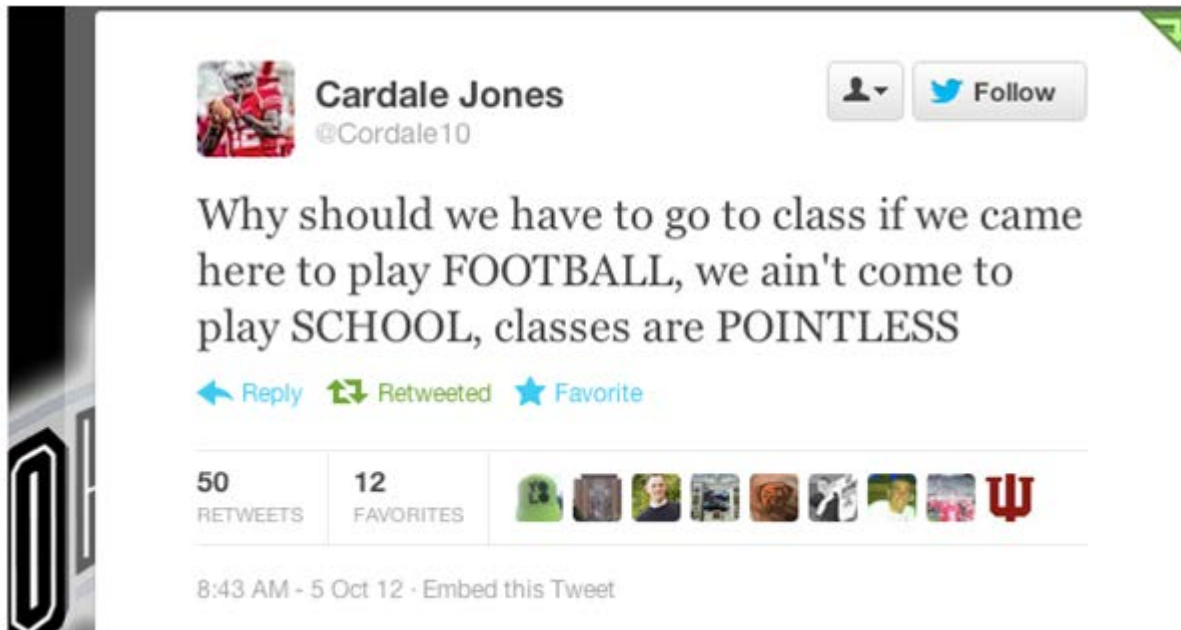 Cardale Jones
@Cordale10
Follow
Why should we have to go to class if we came
here to play FOOTBALL, we ain't come to
play SCHOOL, classes are POINTLESS
Reply Retweeted Favorite
50 12
RETWEETS FAVORITES
8:43 AM - 5 Oct 12 · Embed this Tweet